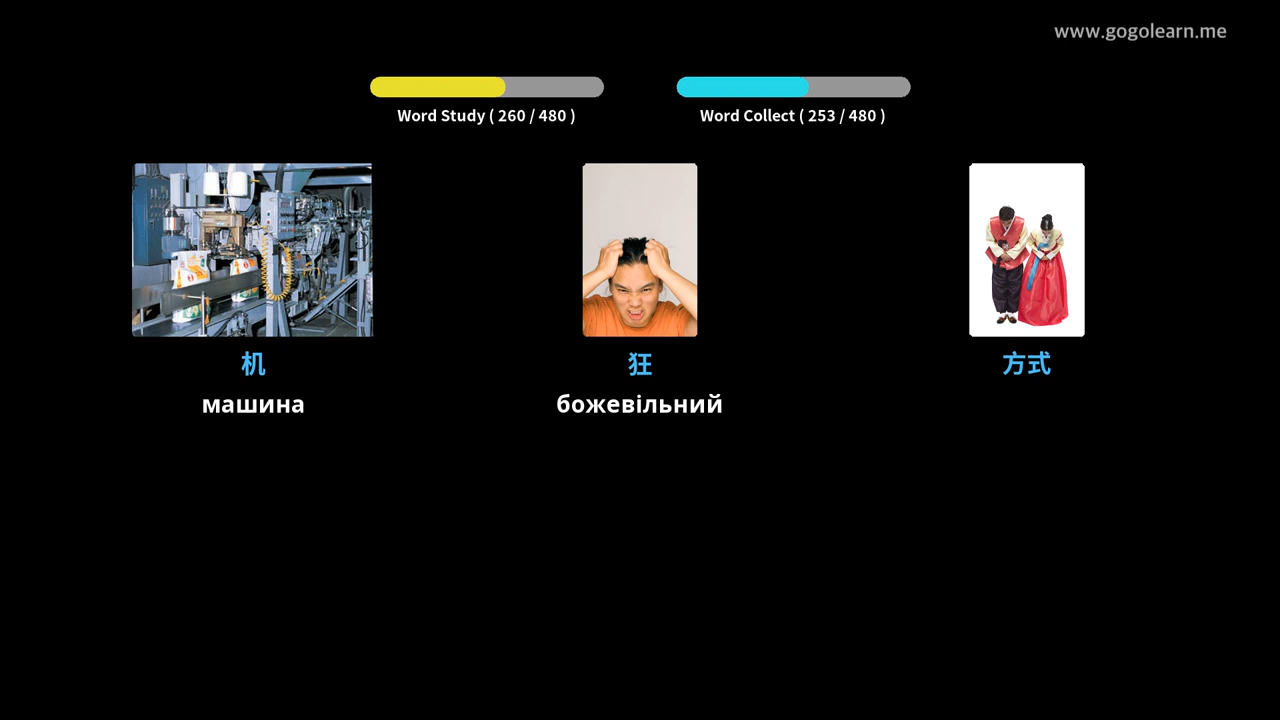 www.gogolearn.me
Word Study ( 260 / 480 )
Word Collect ( 253 / 480 )
机
狂
方式
машина
божевільний